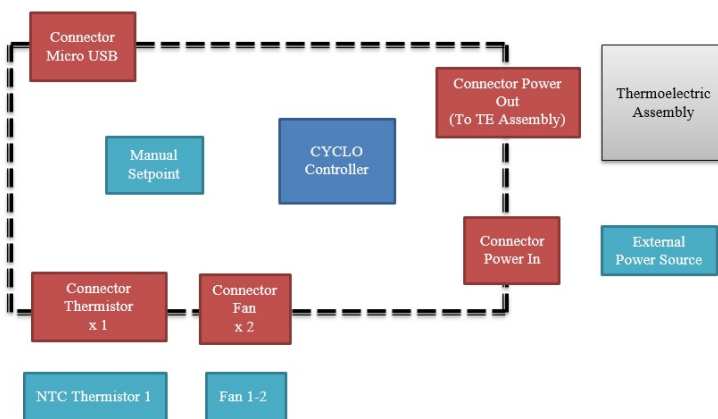 Connector
Micro USB
Connector Power
Out
(To TE Assembly)
Thermoelectric
Assembly
Manual
Setpoint
CYCLO
Controller
Connector
Power In
External
Power Source
Connector
Thermistor
x 1
Connector
Fan
x 2
NTC Thermistor 1
Fan 1-2